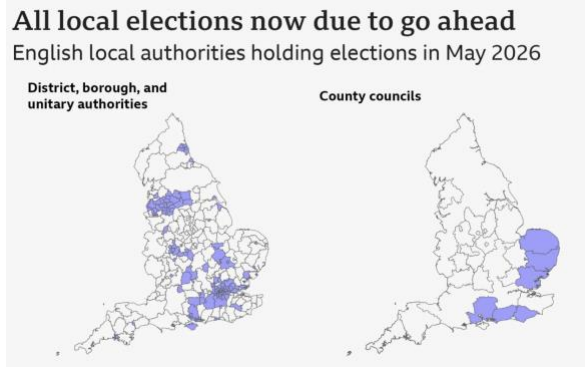 All local elections now due to go ahead
English local authorities holding elections in May 2026
District, borough, and
unitary authorities
County councils